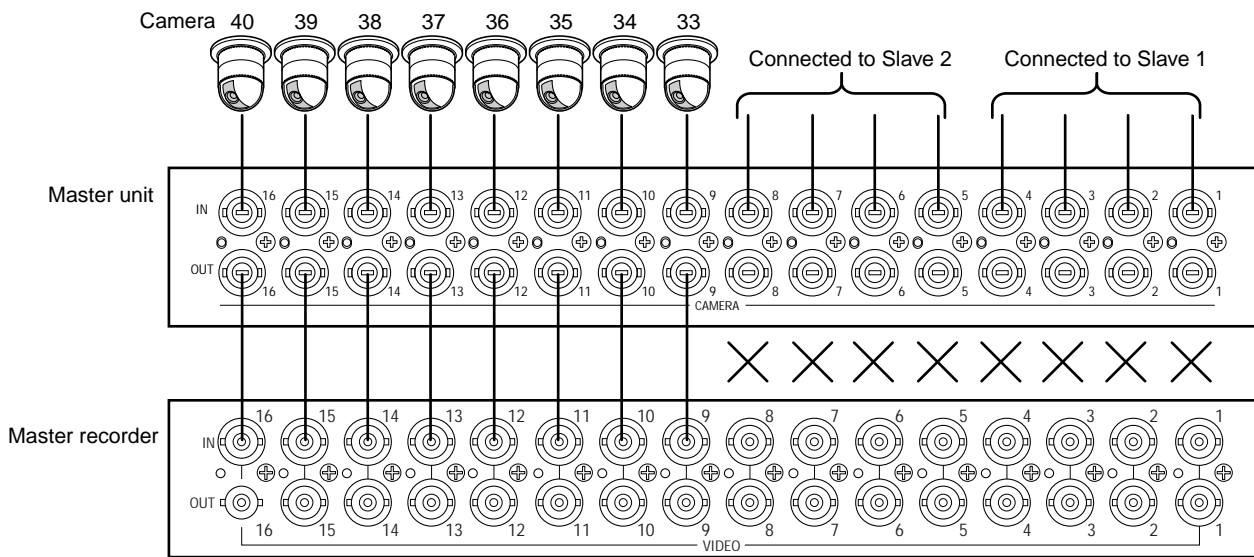 Camera 40 39 38 37 36 35 34 33
Connected to Slave 2 Connected to Slave 1
Master unit
IN 16 15 14 13 12 11 10 9 8 7 6 5 4 3 2 1
OUT 16 15 14 13 12 11 10 9 8 7 6 5 4 3 2 1
CAMERA
Master recorder
IN 16 15 14 13 12 11 10 9 8 7 6 5 4 3 2 1
OUT 16 15 14 13 12 11 10 9 8 7 6 5 4 3 2 1
VIDEO